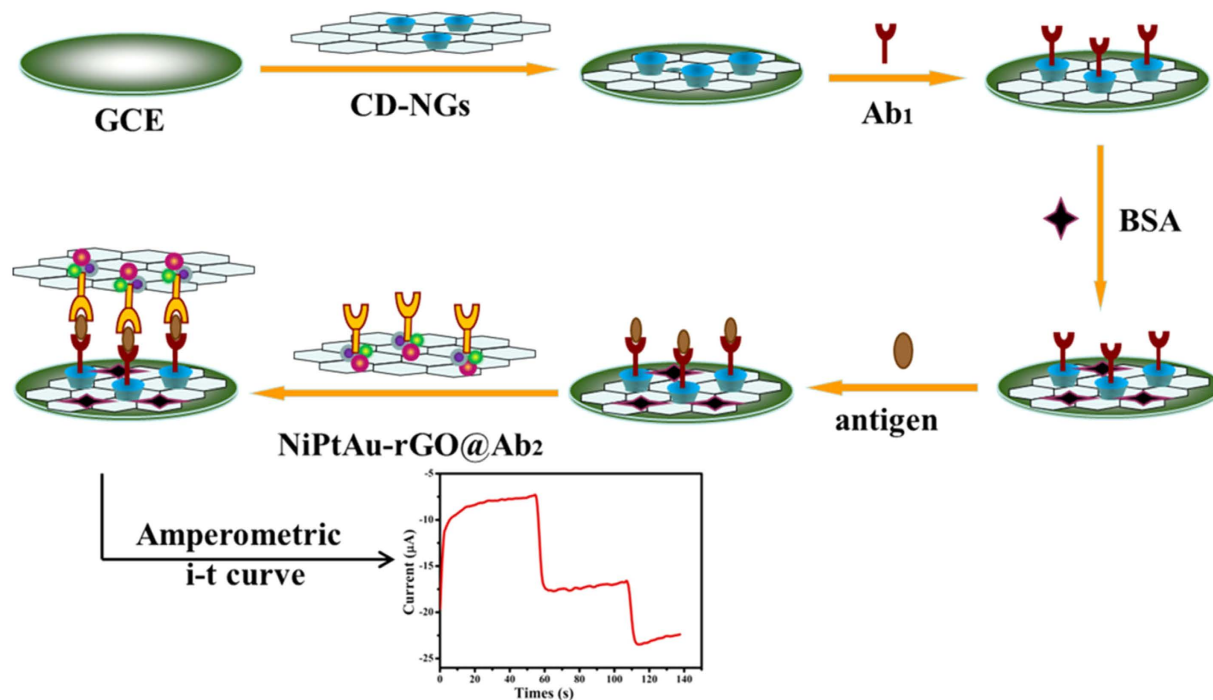 GCE
CD-NGs
Ab1
BSA
antigen
NiPtAu-rGO@Ab2
Amperometric
i-t curve
Current (μA)
-5
-10
-15
-20
-25
0 20 40 60 80 100 120 140
Times (s)